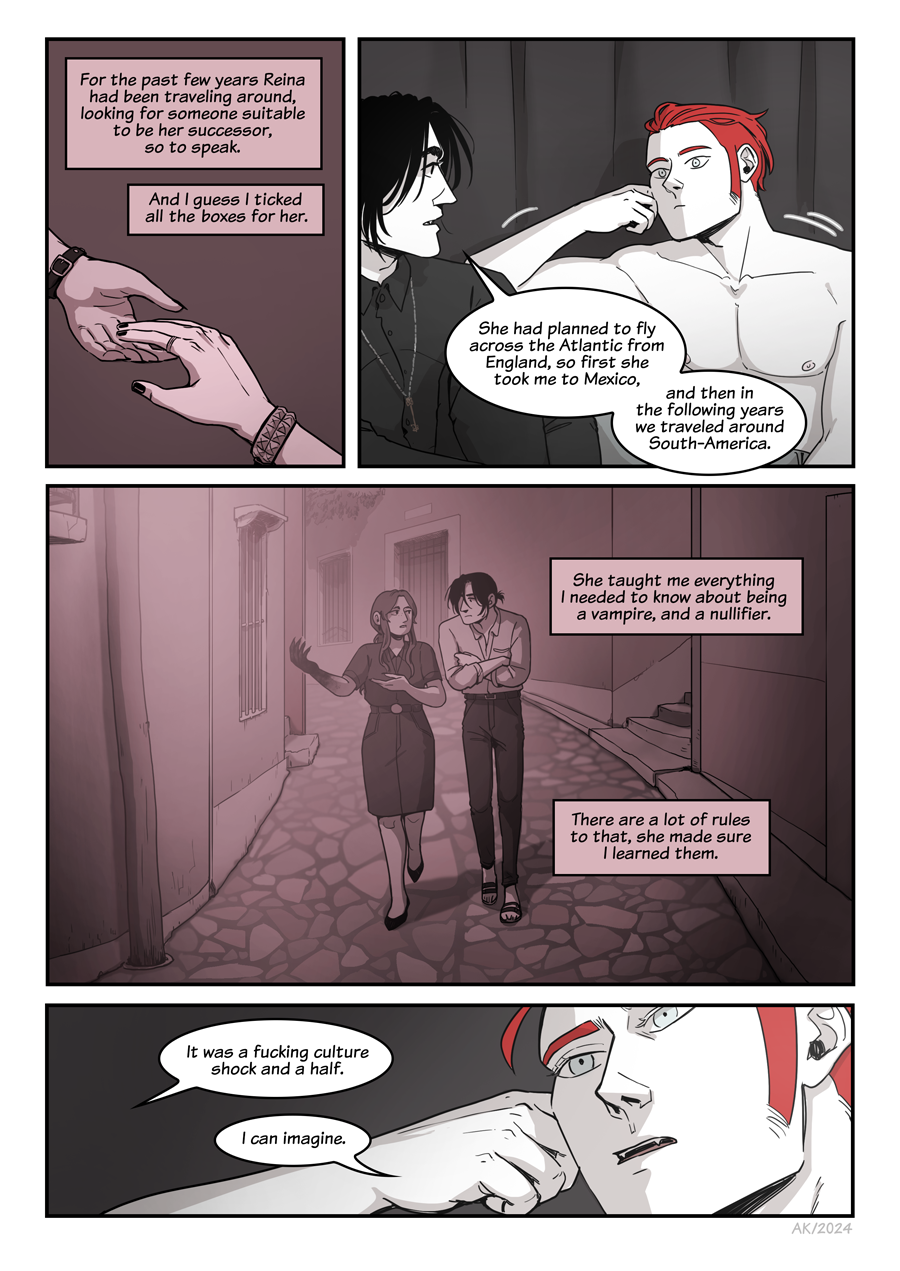 For the past few years Reina
had been traveling around,
looking for someone suitable
to be her successor,
so to speak.
And I guess I ticked
all the boxes for her.
She had planned to fly
across the Atlantic from
England, so first she
took me to Mexico,
and then in
the following years
we traveled around
South-America.
She taught me everything
I needed to know about being
a vampire, and a nullifier.
There are a lot of rules
to that, she made sure
I learned them.
It was a fucking culture
shock and a half.
I can imagine.
AK/2024